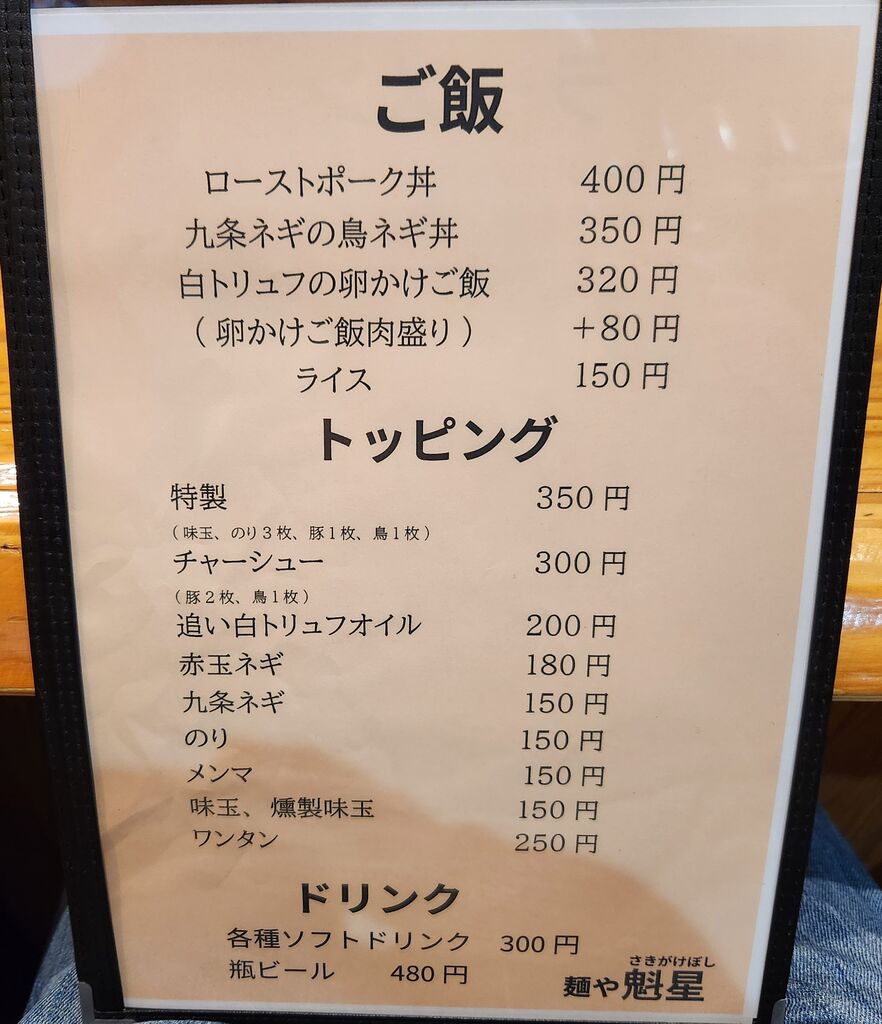 ご飯
ローストポーク丼 400円
九条ネギの鳥ネギ丼 350円
白トリュフの卵かけご飯 320円
(卵かけご飯肉盛り) +80円
ライス 150円
トッピング
特製 350円
(味玉、のり3枚、豚1枚、鳥1枚)
チャーシュー 300円
(豚2枚、鳥1枚)
追い白トリュフオイル 200円
赤玉ネギ 180円
九条ネギ 150円
のり 150円
メンマ 150円
味玉、燻製味玉 150円
ワンタン 250円
ドリンク
各種ソフトドリンク 300円
瓶ビール 480円
さきがけぼし
麺や魁星